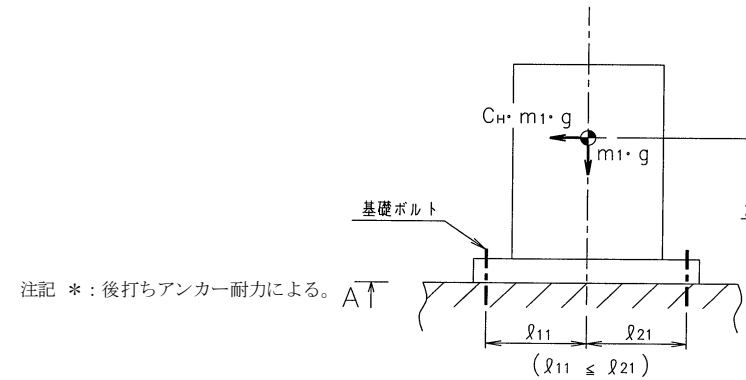 CH・m1・g
m1・g
基礎ボルト
注記 *：後打ちアンカー耐力による。
A
ℓ11
ℓ21
(ℓ11 ≦ ℓ21)